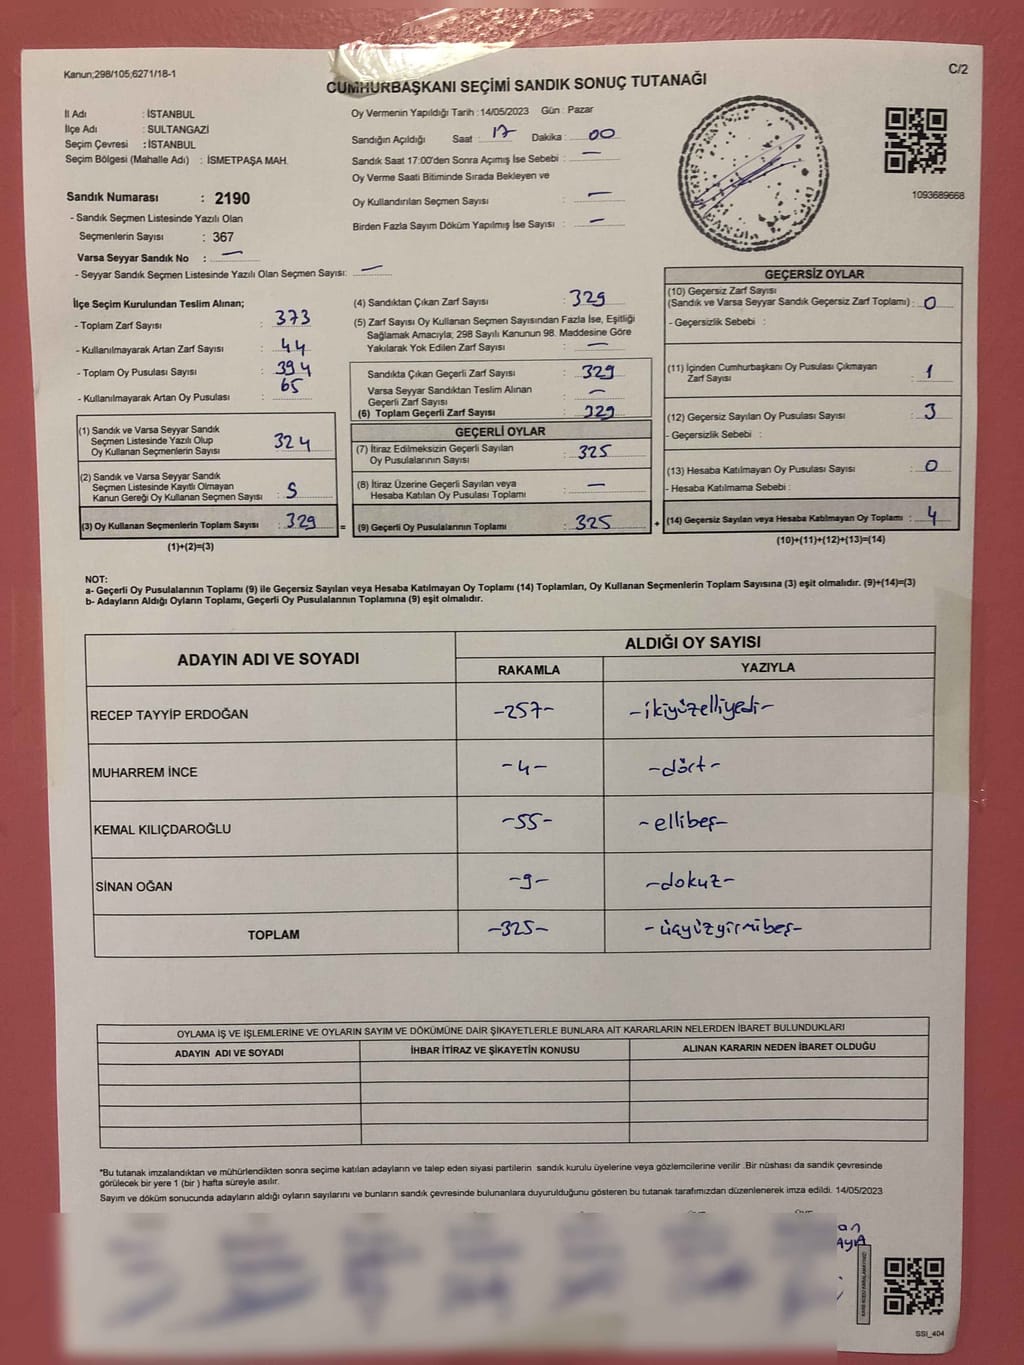 Kanun;298/105;6271/18-1
C/2
CUMHURBAŞKANI SEÇİMİ SANDIK SONUÇ TUTANAĞI
İl Adı : İSTANBUL
İlçe Adı : SULTANGAZİ
Seçim Çevresi : İSTANBUL
Seçim Bölgesi (Mahalle Adı) : İSMETPAŞA MAH.
Sandık Numarası : 2190
- Sandık Seçmen Listesinde Yazılı Olan
Seçmenlerin Sayısı : 367
Varsa Seyyar Sandık No : —
- Seyyar Sandık Seçmen Listesinde Yazılı Olan Seçmen Sayısı: —
Oy Vermenin Yapıldığı Tarih : 14/05/2023 Gün : Pazar
Sandığın Açıldığı Saat : 17 Dakika : 00
Sandık Saat 17:00'den Sonra Açımış İse Sebebi : —
Oy Verme Saati Bitiminde Sırada Bekleyen ve
Oy Kullandırılan Seçmen Sayısı : —
Birden Fazla Sayım Döküm Yapılmış İse Sayısı : —
1093689668
İlçe Seçim Kurulundan Teslim Alınan;
- Toplam Zarf Sayısı : 373
- Kullanılmayarak Artan Zarf Sayısı : 44
- Toplam Oy Pusulası Sayısı : 394
- Kullanılmayarak Artan Oy Pusulası : 65
(1) Sandık ve Varsa Seyyar Sandık
Seçmen Listesinde Yazılı Olup
Oy Kullanan Seçmenlerin Sayısı : 324
(2) Sandık ve Varsa Seyyar Sandık
Seçmen Listesinde Kayıtlı Olmayan
Kanun Gereği Oy Kullanan Seçmen Sayısı : 5
(3) Oy Kullanan Seçmenlerin Toplam Sayısı : 329 =
(1)+(2)=(3)
(4) Sandıktan Çıkan Zarf Sayısı : 329
(5) Zarf Sayısı Oy Kullanan Seçmen Sayısından Fazla İse, Eşitliği
Sağlamak Amacıyla; 298 Sayılı Kanunun 98. Maddesine Göre
Yakılarak Yok Edilen Zarf Sayısı : —
Sandıkta Çıkan Geçerli Zarf Sayısı : 329
Varsa Seyyar Sandıktan Teslim Alınan
Geçerli Zarf Sayısı : —
(6) Toplam Geçerli Zarf Sayısı : 329
GEÇERLİ OYLAR
(7) İtiraz Edilmeksizin Geçerli Sayılan
Oy Pusulalarının Sayısı : 325
(8) İtiraz Üzerine Geçerli Sayılan veya
Hesaba Katılan Oy Pusulası Toplamı : —
(9) Geçerli Oy Pusulalarının Toplamı : 325 +
GEÇERSİZ OYLAR
(10) Geçersiz Zarf Sayısı
(Sandık ve Varsa Seyyar Sandık Geçersiz Zarf Toplamı) : 0
- Geçersizlik Sebebi :
(11) İçinden Cumhurbaşkanı Oy Pusulası Çıkmayan
Zarf Sayısı : 1
(12) Geçersiz Sayılan Oy Pusulası Sayısı : 3
- Geçersizlik Sebebi :
(13) Hesaba Katılmayan Oy Pusulası Sayısı : 0
- Hesaba Katılmama Sebebi :
(14) Geçersiz Sayılan veya Hesaba Katılmayan Oy Toplamı : 4
(10)+(11)+(12)+(13)=(14)
NOT:
a- Geçerli Oy Pusulalarının Toplamı (9) ile Geçersiz Sayılan veya Hesaba Katılmayan Oy Toplamı (14) Toplamları, Oy Kullanan Seçmenlerin Toplam Sayısına (3) eşit olmalıdır. (9)+(14)=(3)
b- Adayların Aldığı Oyların Toplamı, Geçerli Oy Pusulalarının Toplamına (9) eşit olmalıdır.
ADAYIN ADI VE SOYADI ALDIĞI OY SAYISI
RAKAMLA YAZIYLA
RECEP TAYYİP ERDOĞAN -257- -ikiyüzelliyedi-
MUHARREM İNCE -4- -dört-
KEMAL KILIÇDAROĞLU -55- -ellibeş-
SİNAN OĞAN -9- -dokuz-
TOPLAM -325- -üçyüzyirmibeş-
OYLAMA İŞ VE İŞLEMLERİNE VE OYLARIN SAYIM VE DÖKÜMÜNE DAİR ŞİKAYETLERLE BUNLARA AİT KARARLARIN NELERDEN İBARET BULUNDUKLARI
ADAYIN ADI VE SOYADI İHBAR İTİRAZ VE ŞİKAYETİN KONUSU ALINAN KARARIN NEDEN İBARET OLDUĞU
"Bu tutanak imzalandıktan ve mühürlendikten sonra seçime katılan adayların ve talep eden siyasi partilerin sandık kurulu üyelerine veya gözlemcilerine verilir .Bir nüshası da sandık çevresinde
görülecek bir yere 1 (bir ) hafta süreyle asılır.
Sayım ve döküm sonucunda adayların aldığı oyların sayılarını ve bunların sandık çevresinde bulunanlara duyurulduğunu gösteren bu tutanak tarafımızdan düzenlenerek imza edildi. 14/05/2023
SSI_404